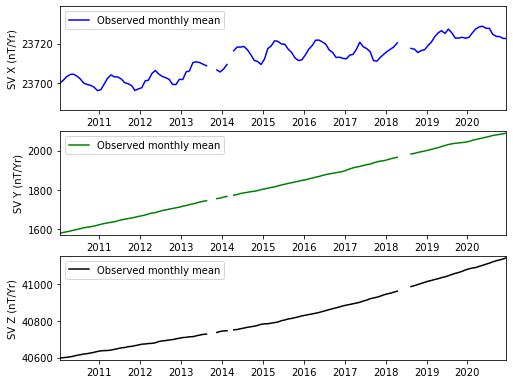 SV X (nT/Yr)
Observed monthly mean
23720
23700
2011 2012 2013 2014 2015 2016 2017 2018 2019 2020
SV Y (nT/Yr)
Observed monthly mean
2000
1800
1600
2011 2012 2013 2014 2015 2016 2017 2018 2019 2020
SV Z (nT/Yr)
Observed monthly mean
41000
40800
40600
2011 2012 2013 2014 2015 2016 2017 2018 2019 2020